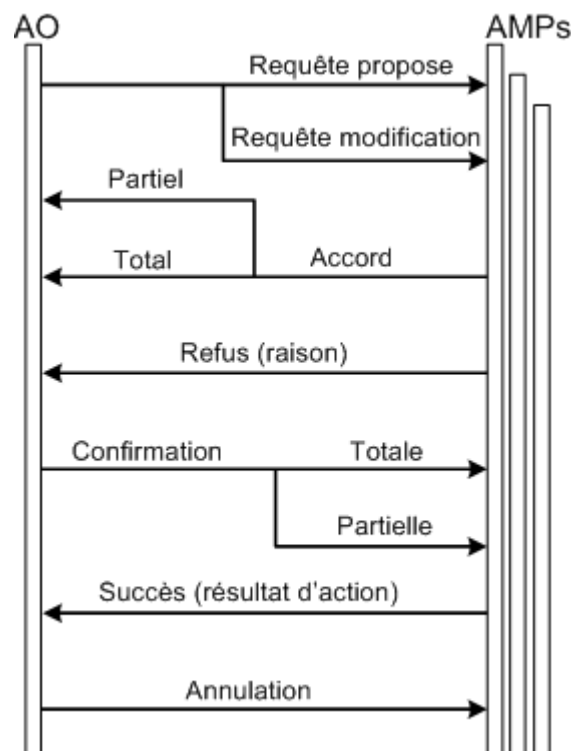 AO
AMPs
Requête propose
Requête modification
Partiel
Total
Accord
Refus (raison)
Confirmation
Totale
Partielle
Succès (résultat d'action)
Annulation